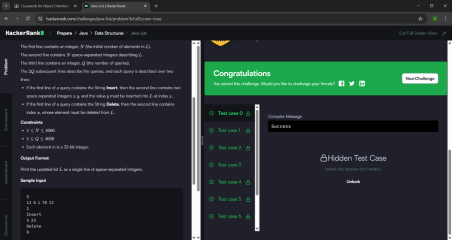 Classwork for Object Oriented
Java List | HackerRank
hackerrank.com/challenges/java-list/problem?isFullScreen=true
HackerRank
Prepare > Java > Data Structures > Java List
Exit Full Screen View
Problem
Submissions
Leaderboard
Discussions
The first line contains an integer, N (the initial number of elements in L).
The second line contains N space-separated integers describing L.
The third line contains an integer, Q (the number of queries).
The 2Q subsequent lines describe the queries, and each query is described over two
lines:
• If the first line of a query contains the String Insert, then the second line contains two
space separated integers x y, and the value y must be inserted into L at index x.
• If the first line of a query contains the String Delete, then the second line contains
index x, whose element must be deleted from L.
Constraints
• 1 ≤ N ≤ 4000
• 1 ≤ Q ≤ 4000
• Each element in is a 32-bit integer.
Output Format
Print the updated list L as a single line of space-separated integers.
Sample Input
5
12 0 1 78 12
2
Insert
5 23
Delete
0
Congratulations
You solved this challenge. Would you like to challenge your friends?
Next Challenge
Test case 0
Test case 1
Test case 2
Test case 3
Test case 4
Test case 5
Test case 6
Compiler Message
Success
Hidden Test Case
Unlock